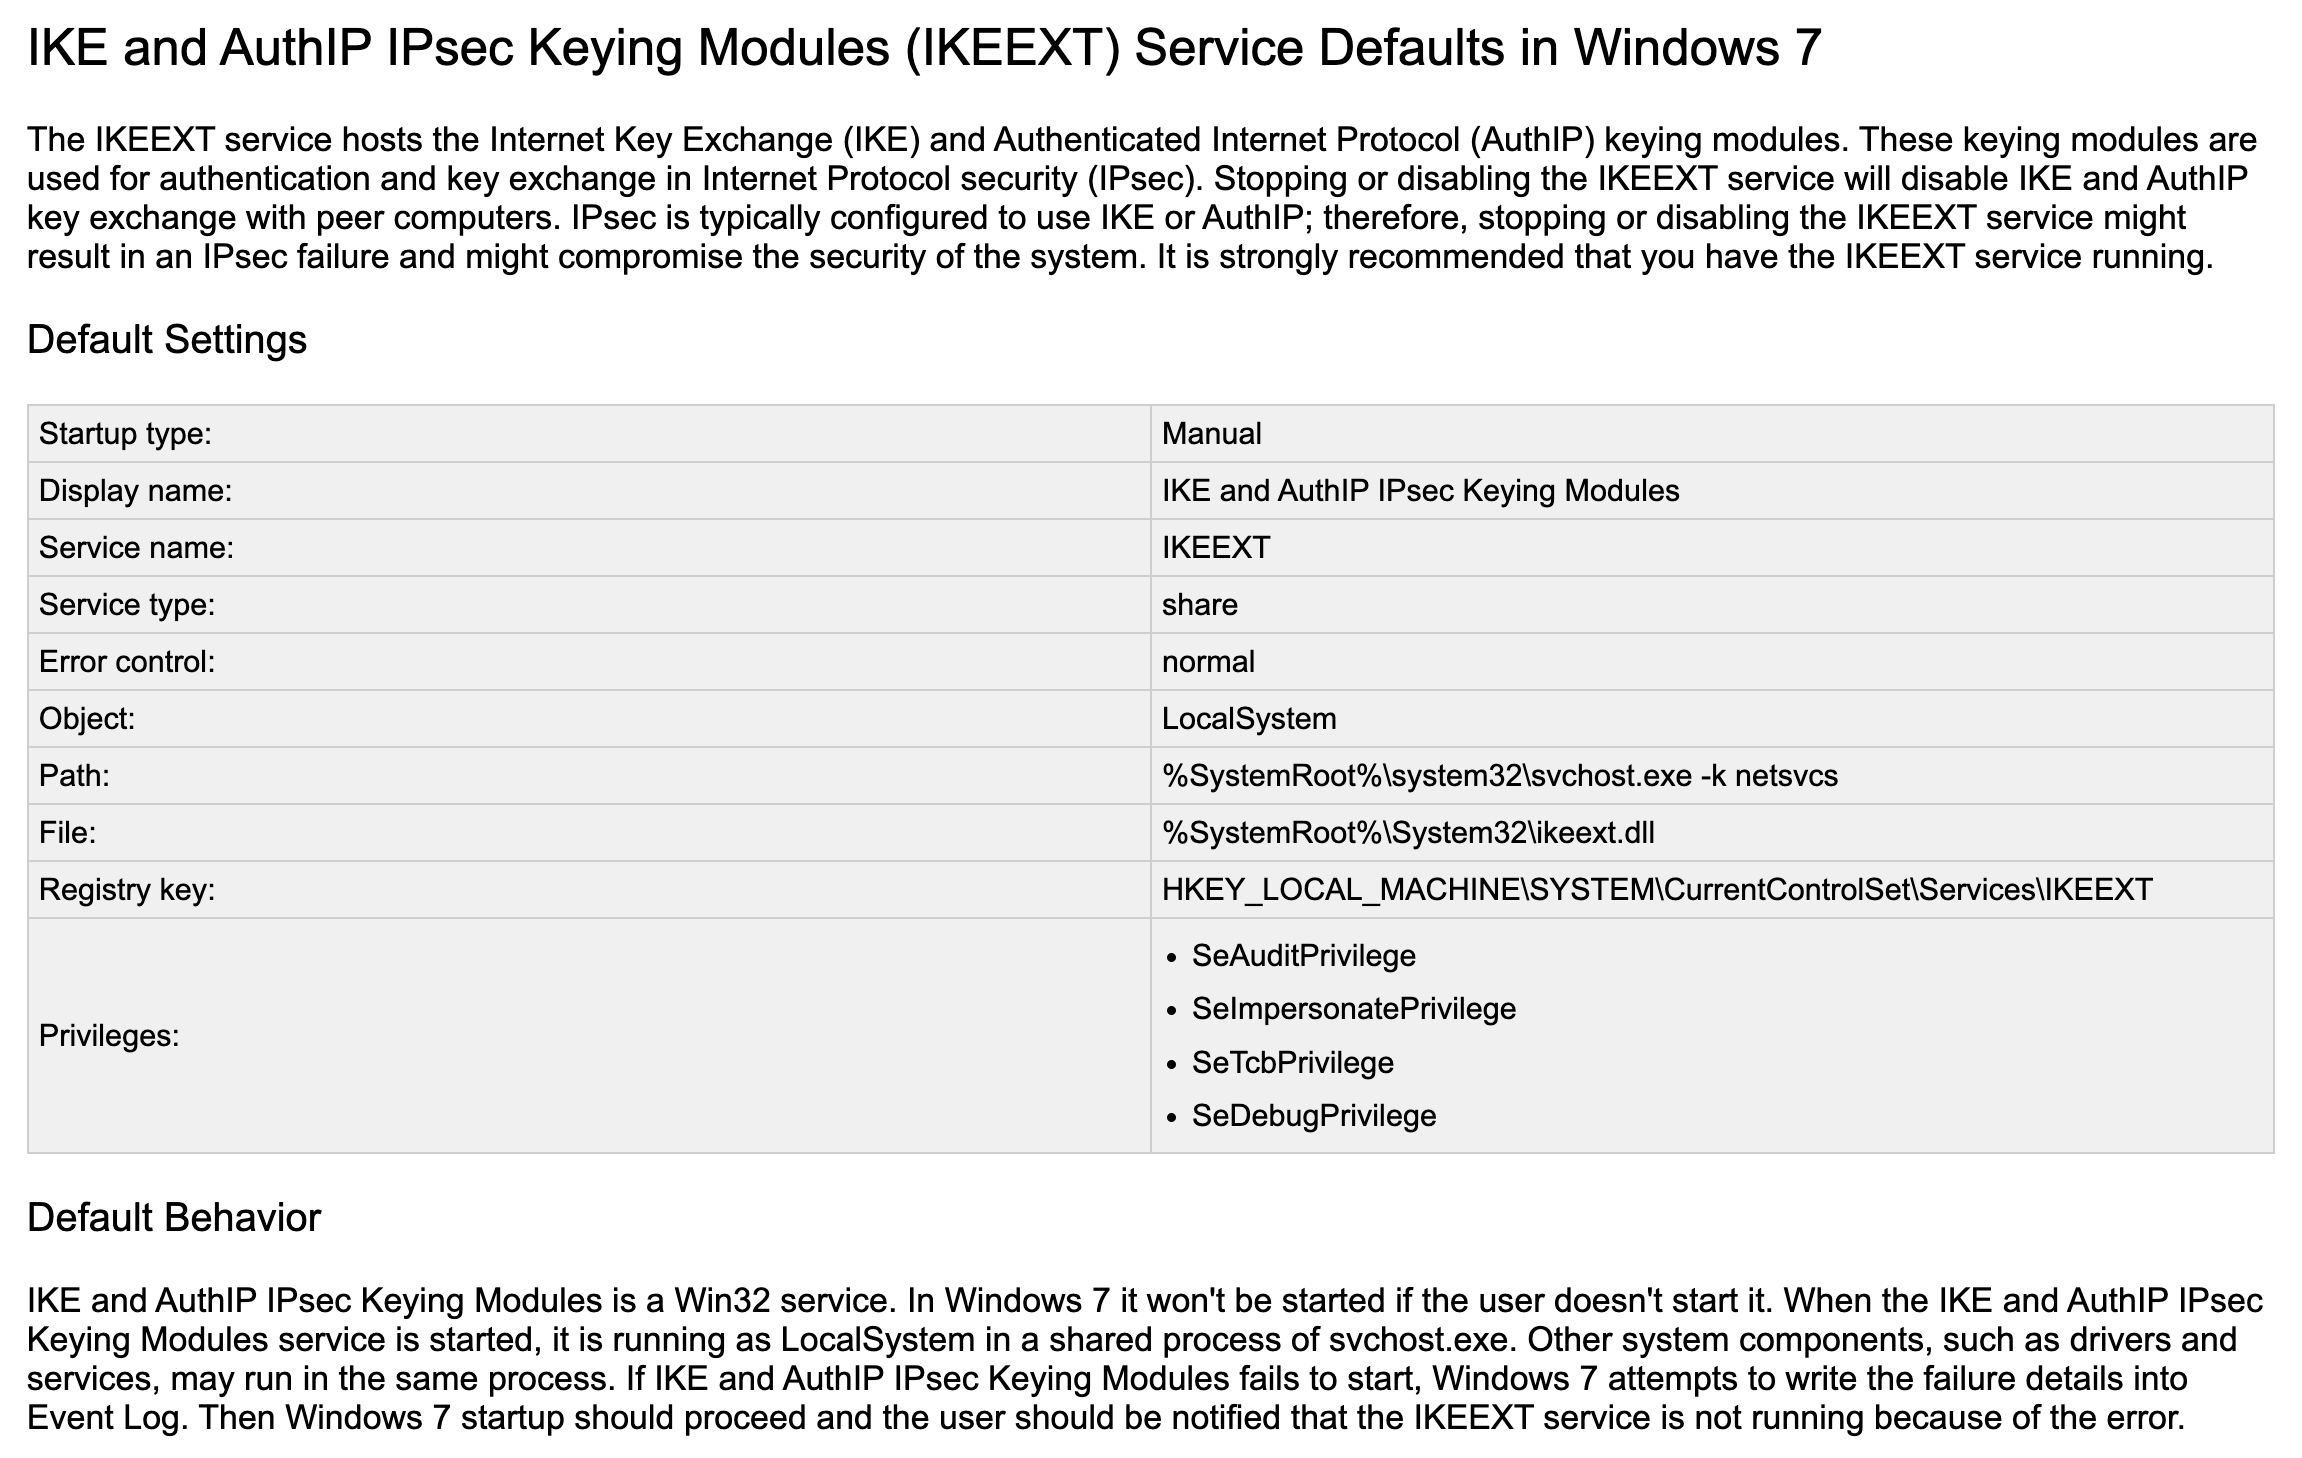 IKE and AuthIP IPsec Keying Modules (IKEEXT) Service Defaults in Windows 7
The IKEEXT service hosts the Internet Key Exchange (IKE) and Authenticated Internet Protocol (AuthIP) keying modules. These keying modules are
used for authentication and key exchange in Internet Protocol security (IPsec). Stopping or disabling the IKEEXT service will disable IKE and AuthIP
key exchange with peer computers. IPsec is typically configured to use IKE or AuthIP; therefore, stopping or disabling the IKEEXT service might
result in an IPsec failure and might compromise the security of the system. It is strongly recommended that you have the IKEEXT service running.
Default Settings
Startup type: Manual
Display name: IKE and AuthIP IPsec Keying Modules
Service name: IKEEXT
Service type: share
Error control: normal
Object: LocalSystem
Path: %SystemRoot%\system32\svchost.exe -k netsvcs
File: %SystemRoot%\System32\ikeext.dll
Registry key: HKEY_LOCAL_MACHINE\SYSTEM\CurrentControlSet\Services\IKEEXT
Privileges:
• SeAuditPrivilege
• SeImpersonatePrivilege
• SeTcbPrivilege
• SeDebugPrivilege
Default Behavior
IKE and AuthIP IPsec Keying Modules is a Win32 service. In Windows 7 it won't be started if the user doesn't start it. When the IKE and AuthIP IPsec
Keying Modules service is started, it is running as LocalSystem in a shared process of svchost.exe. Other system components, such as drivers and
services, may run in the same process. If IKE and AuthIP IPsec Keying Modules fails to start, Windows 7 attempts to write the failure details into
Event Log. Then Windows 7 startup should proceed and the user should be notified that the IKEEXT service is not running because of the error.